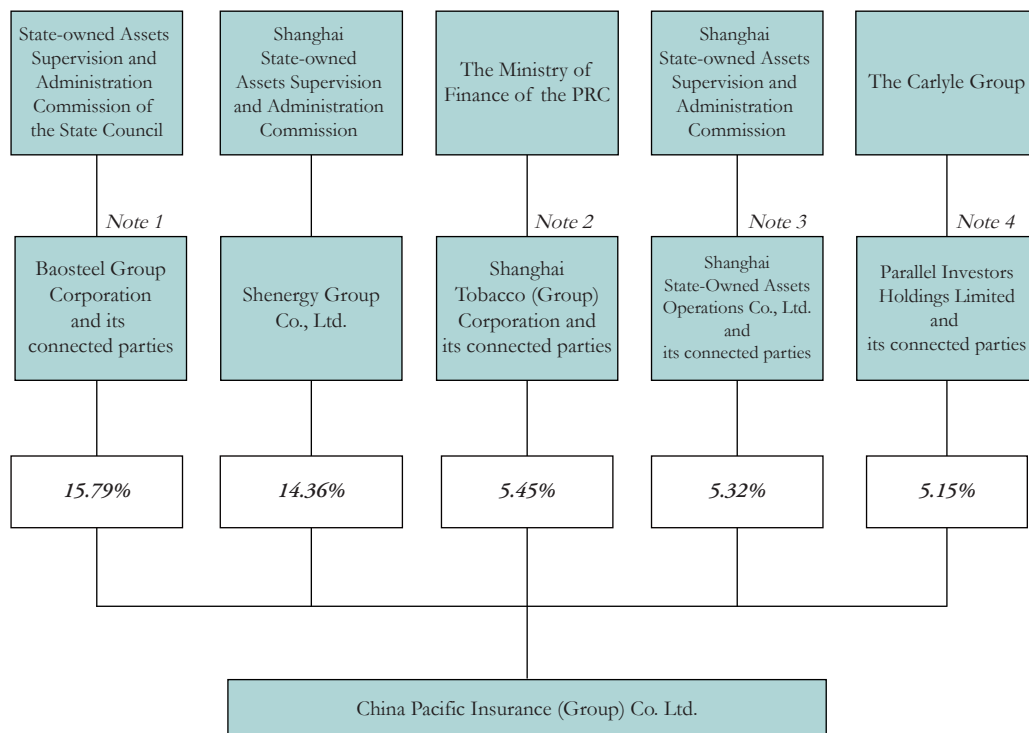 State-owned Assets
Supervision and
Administration
Commission of
the State Council
Shanghai
State-owned
Assets Supervision
and Administration
Commission
The Ministry of
Finance of the PRC
Shanghai
State-owned Assets
Supervision and
Administration
Commission
The Carlyle Group
Note 1
Note 2
Note 3
Note 4
Baosteel Group
Corporation
and its
connected parties
Shenergy Group
Co., Ltd.
Shanghai
Tobacco (Group)
Corporation and
its connected parties
Shanghai
State-Owned Assets
Operations Co., Ltd.
and
its connected parties
Parallel Investors
Holdings Limited
and
its connected parties
15.79%
14.36%
5.45%
5.32%
5.15%
China Pacific Insurance (Group) Co. Ltd.